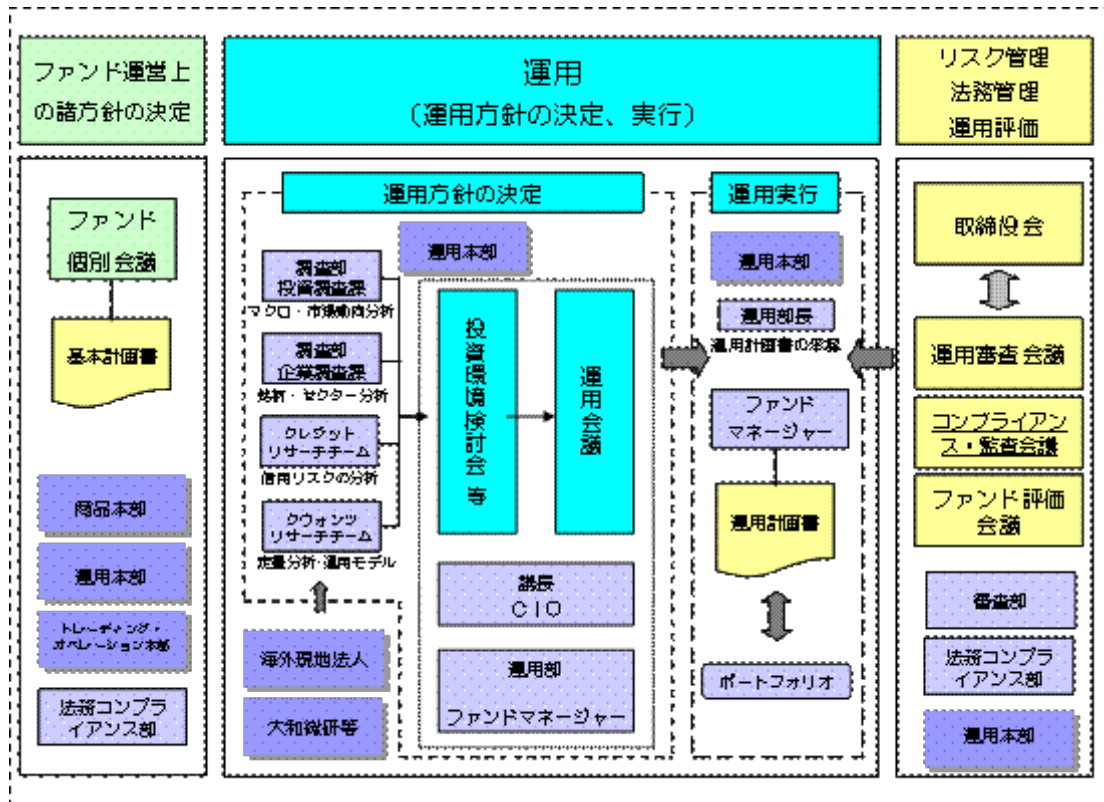 ファンド運営上
の諸方針の決定
運用
（運用方針の決定、実行）
リスク管理
法務管理
運用評価
ファンド
個別会議
基本計画書
商品本部
運用本部
トレーディング・
オペレーション本部
法務コンプラ
イアンス部
運用方針の決定
運用本部
調査部
投資調査課
マクロ・市場動向分析
調査部
企業調査課
銘柄・セクター分析
クレジット
リサーチチーム
信用リスクの分析
クウォンツ
リサーチチーム
定量分析・運用モデル
海外現地法人
大和総研等
投資環境検討会 等
運用会議
議長
CIO
運用部
ファンドマネージャー
運用実行
運用本部
運用部長
運用計画書の承認
ファンド
マネージャー
運用計画書
ポートフォリオ
取締役会
運用審査会議
コンプライアン
ス・監査会議
ファンド評価
会議
審査部
法務コンプラ
イアンス部
運用本部